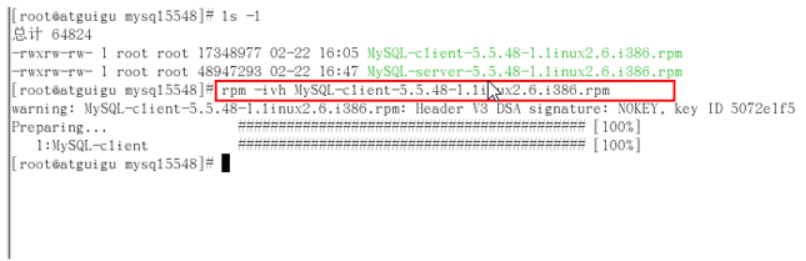 [root@atguigu mysql5548]# ls -l
总计 64824
-rwxrw-rw- 1 root root 17348977 02-22 16:05 MySQL-client-5.5.48-1.linux2.6.i386.rpm
-rwxrw-rw- 1 root root 48947293 02-22 16:47 MySQL-server-5.5.48-1.linux2.6.i386.rpm
[root@atguigu mysql5548]# rpm -ivh MySQL-client-5.5.48-1.linux2.6.i386.rpm
warning: MySQL-client-5.5.48-1.linux2.6.i386.rpm: Header V3 DSA signature: NOKEY, key ID 5072e1f5
Preparing... ########################################### [100%]
1:MySQL-client ########################################### [100%]
[root@atguigu mysql5548]#